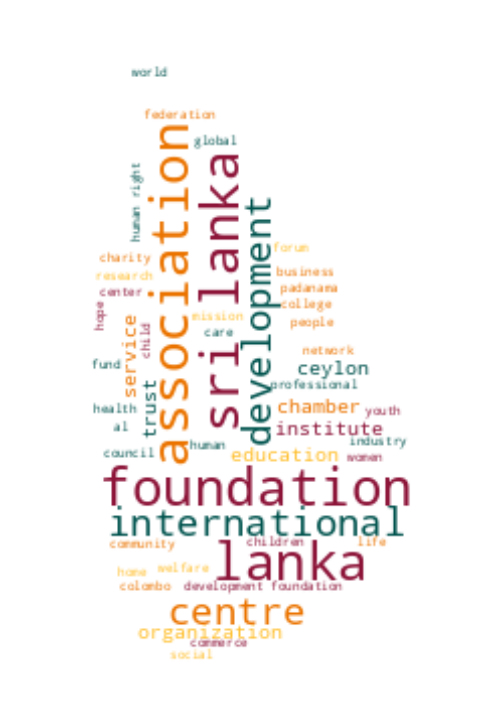 world
federation
global
association
sri lanka
human right
development
forum
charity
research
business
center
padanama
college
hope
mission
people
service
child
care
network
fund
ceylon
trust
professional
health
chamber
youth
al
institute
human
industry
council
education
women
foundation
international
community
children
life
lanka
home
welfare
colombo
development foundation
centre
organization
commerce
social